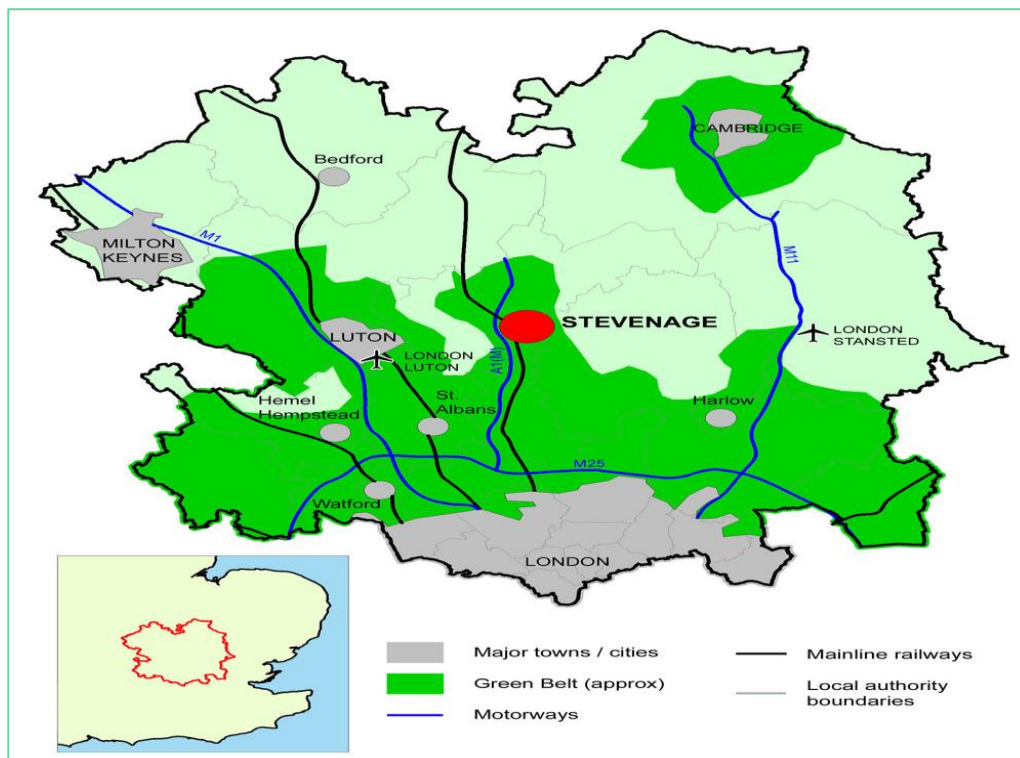 CAMBRIDGE
Bedford
MILTON
KEYNES
M1
M11
STEVENAGE
LUTON
LONDON
LUTON
A1(M)
LONDON
STANSTED
Hemel
Hempstead
St.
Albans
Harlow
M25
Watford
LONDON
Major towns / cities
Green Belt (approx)
Motorways
Mainline railways
Local authority
boundaries